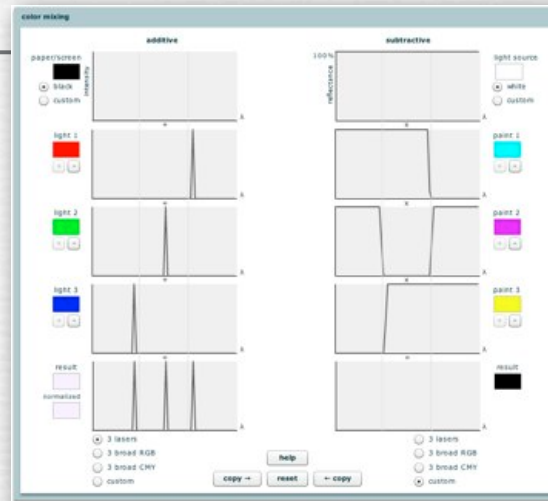 color mixing
additive
subtractive
paper/screen
black
custom
intensity
λ
+
light 1
λ
+
light 2
λ
+
light 3
λ
=
result
normalized
λ
3 lasers
3 broad RGB
3 broad CMY
custom
100%
reflectance
light source
white
custom
λ
x
paint 1
λ
x
paint 2
λ
x
paint 3
λ
=
result
λ
3 lasers
3 broad RGB
3 broad CMY
custom
help
copy →
reset
← copy